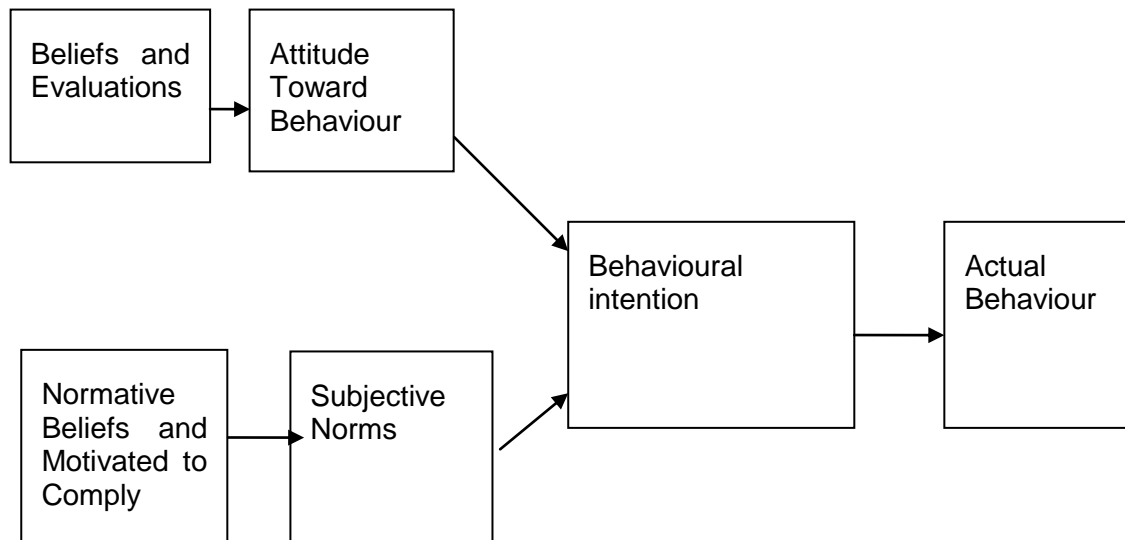 Beliefs and
Evaluations
Attitude
Toward
Behaviour
Behavioural
intention
Actual
Behaviour
Normative
Beliefs and
Motivated to
Comply
Subjective
Norms